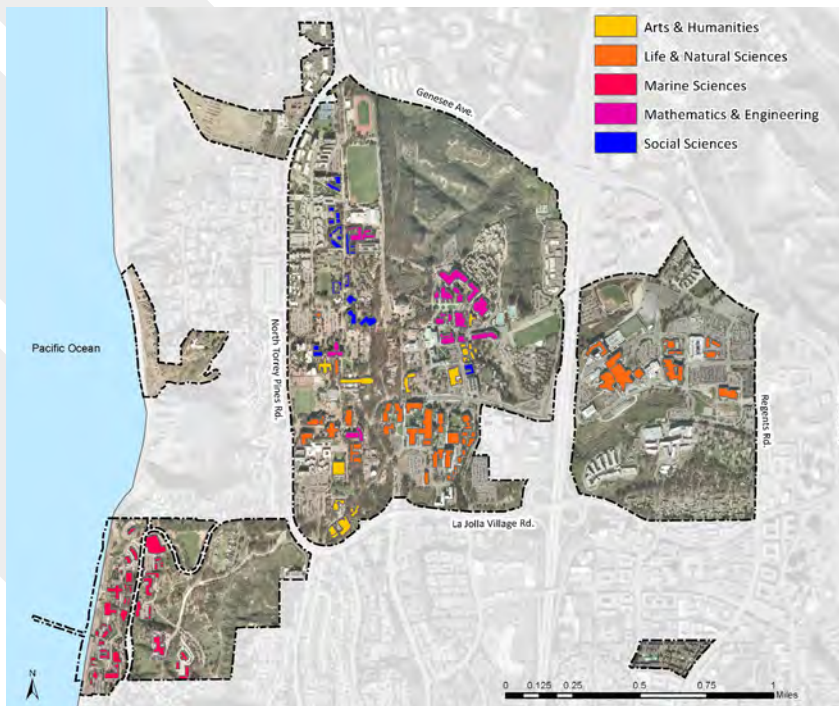 Arts & Humanities
Life & Natural Sciences
Marine Sciences
Mathematics & Engineering
Social Sciences
Genesee Ave.
Pacific Ocean
North Torrey Pines Rd.
Regents Rd.
La Jolla Village Rd.
N
0 0.125 0.25 0.5 0.75 1
Miles